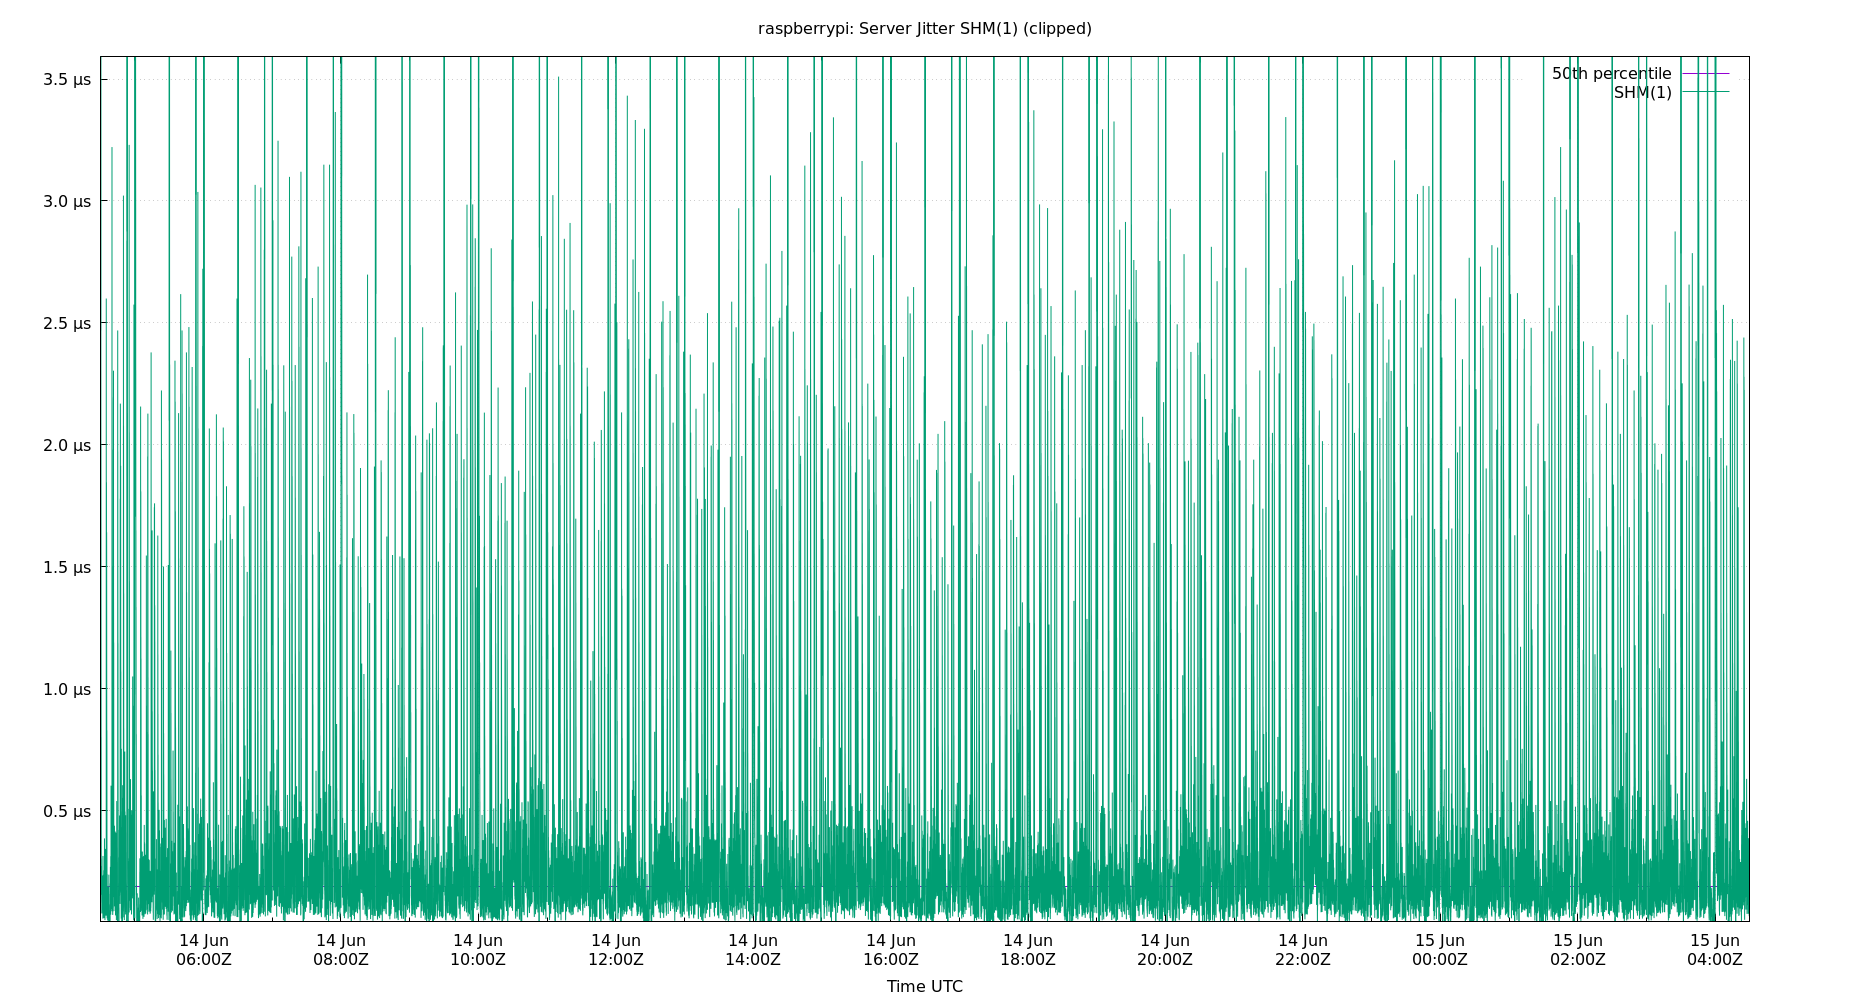 raspberrypi: Server Jitter SHM(1) (clipped)
50th percentile
SHM(1)
3.5 µs
3.0 µs
2.5 µs
2.0 µs
1.5 µs
1.0 µs
0.5 µs
14 Jun 14 Jun 14 Jun 14 Jun 14 Jun 14 Jun 14 Jun 14 Jun 14 Jun 15 Jun 15 Jun 15 Jun
06:00Z 08:00Z 10:00Z 12:00Z 14:00Z 16:00Z 18:00Z 20:00Z 22:00Z 00:00Z 02:00Z 04:00Z
Time UTC